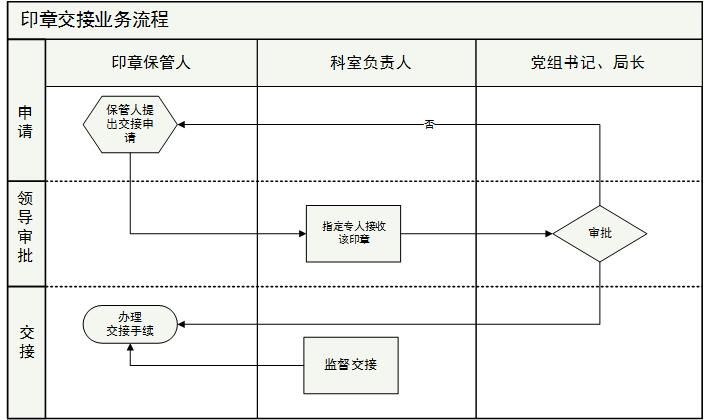 印章交接业务流程
印章保管人
科室负责人
党组书记、局长
申
请
保管人提
出交接申
请
否
领
导
审
批
指定专人接收
该印章
审批
交
接
办理
交接手续
监督交接